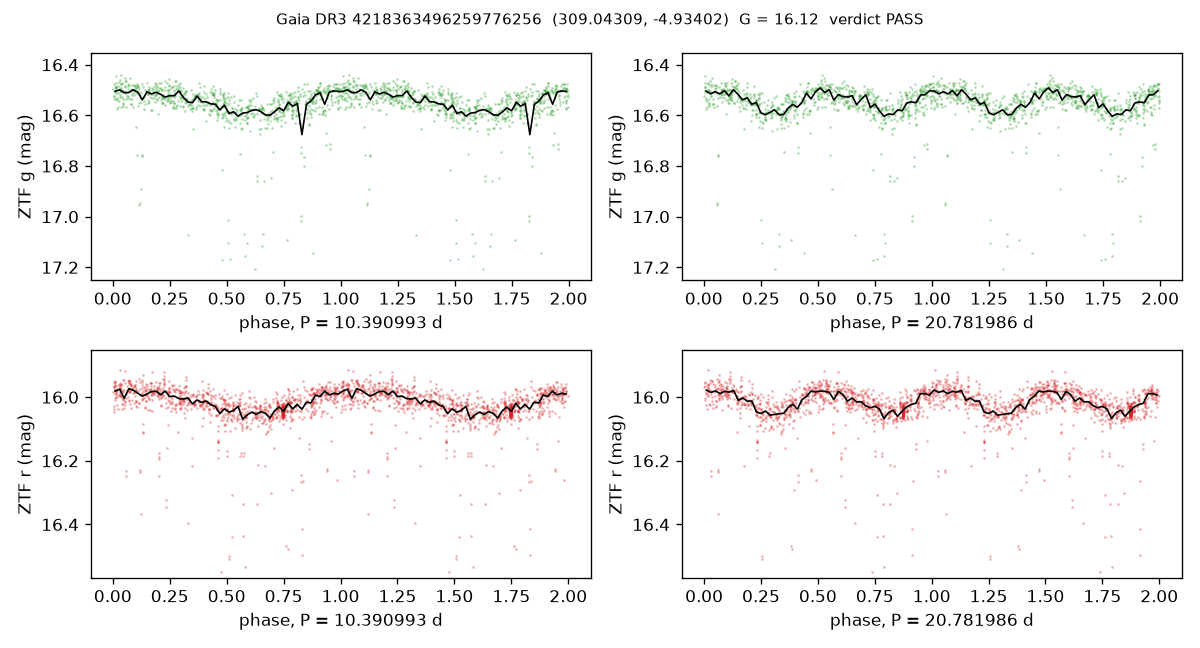 Gaia DR3 4218363496259776256 (309.04309, -4.93402) G = 16.12 verdict PASS
ZTF g (mag)
16.4
16.6
16.8
17.0
17.2
0.00 0.25 0.50 0.75 1.00 1.25 1.50 1.75 2.00
phase, P = 10.390993 d
ZTF g (mag)
16.4
16.6
16.8
17.0
17.2
0.00 0.25 0.50 0.75 1.00 1.25 1.50 1.75 2.00
phase, P = 20.781986 d
ZTF r (mag)
16.0
16.2
16.4
0.00 0.25 0.50 0.75 1.00 1.25 1.50 1.75 2.00
phase, P = 10.390993 d
ZTF r (mag)
16.0
16.2
16.4
0.00 0.25 0.50 0.75 1.00 1.25 1.50 1.75 2.00
phase, P = 20.781986 d